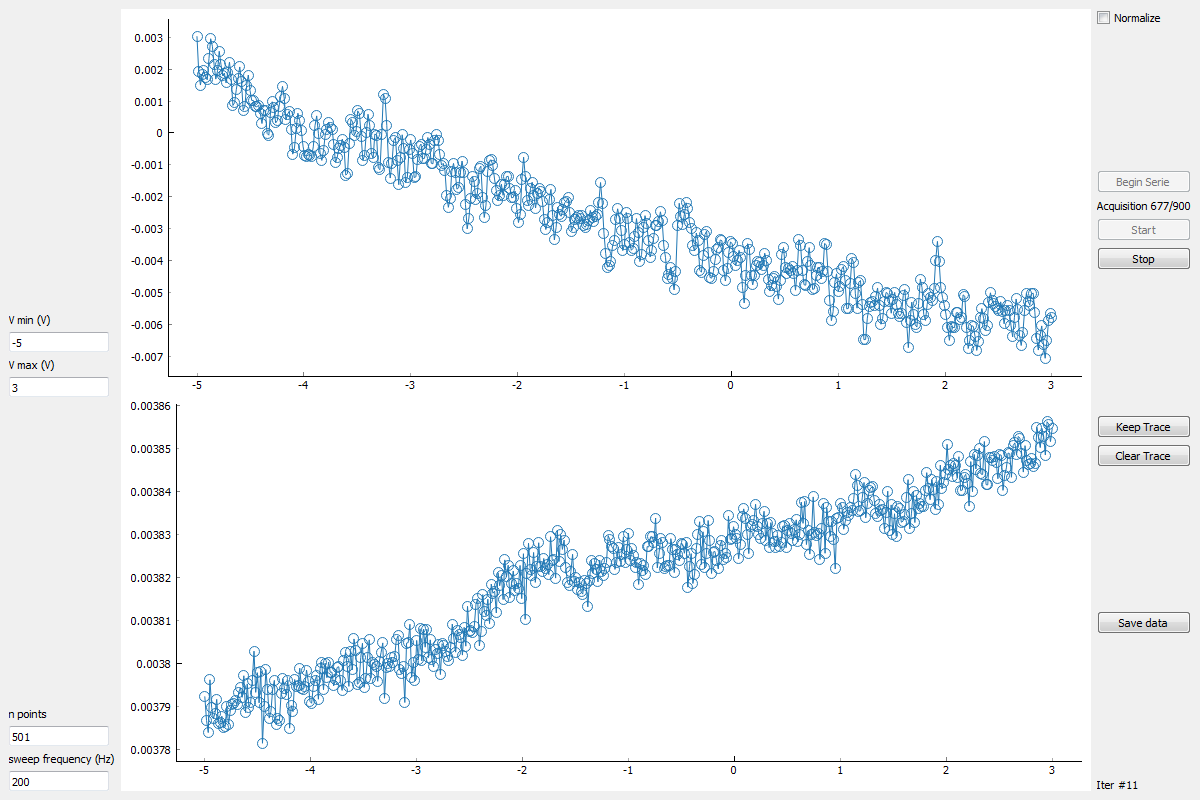 Normalize
0.003
0.002
0.001
0
-0.001
-0.002
-0.003
-0.004
-0.005
-0.006
-0.007
-5 -4 -3 -2 -1 0 1 2 3
Begin Serie
Acquisition 677/900
Start
Stop
V min (V)
-5
V max (V)
3
0.00386
0.00385
0.00384
0.00383
0.00382
0.00381
0.0038
0.00379
0.00378
-5 -4 -3 -2 -1 0 1 2 3
Keep Trace
Clear Trace
Save data
n points
501
sweep frequency (Hz)
200
Iter #11